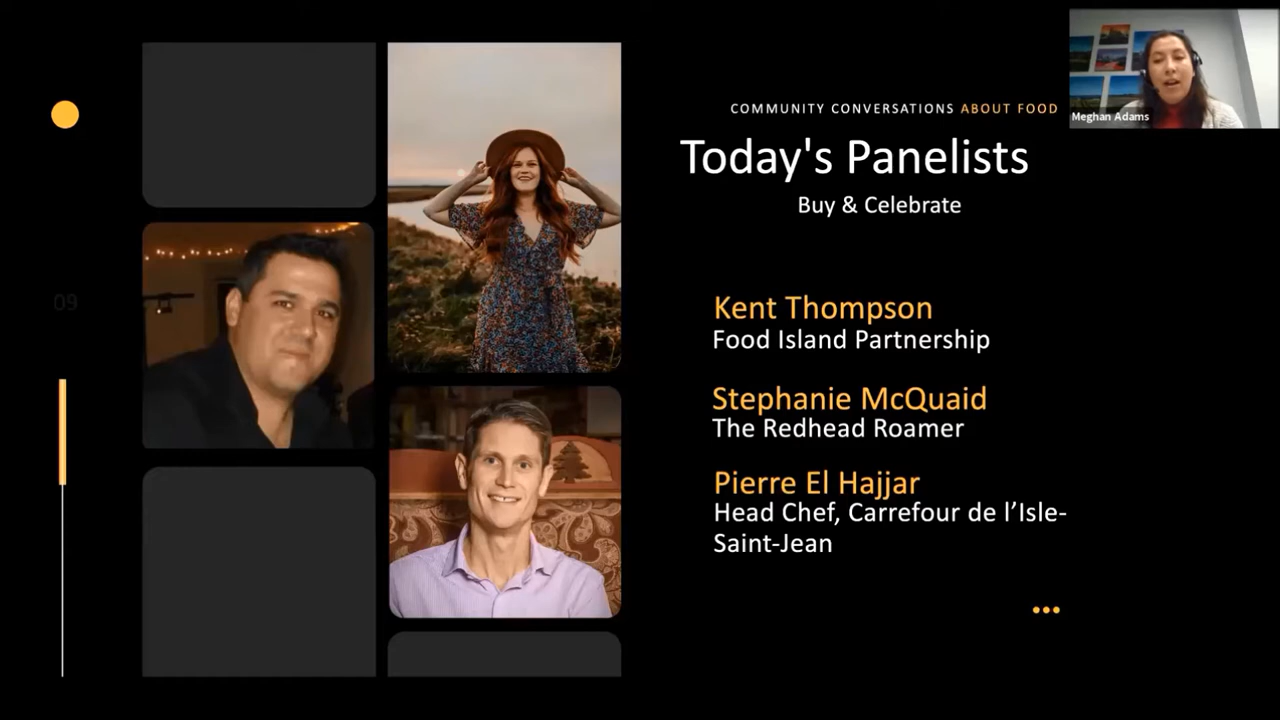 Meghan Adams
COMMUNITY CONVERSATIONS ABOUT FOOD
Today's Panelists
Buy & Celebrate
09
Kent Thompson
Food Island Partnership
Stephanie McQuaid
The Redhead Roamer
Pierre El Hajjar
Head Chef, Carrefour de l’Isle-
Saint-Jean